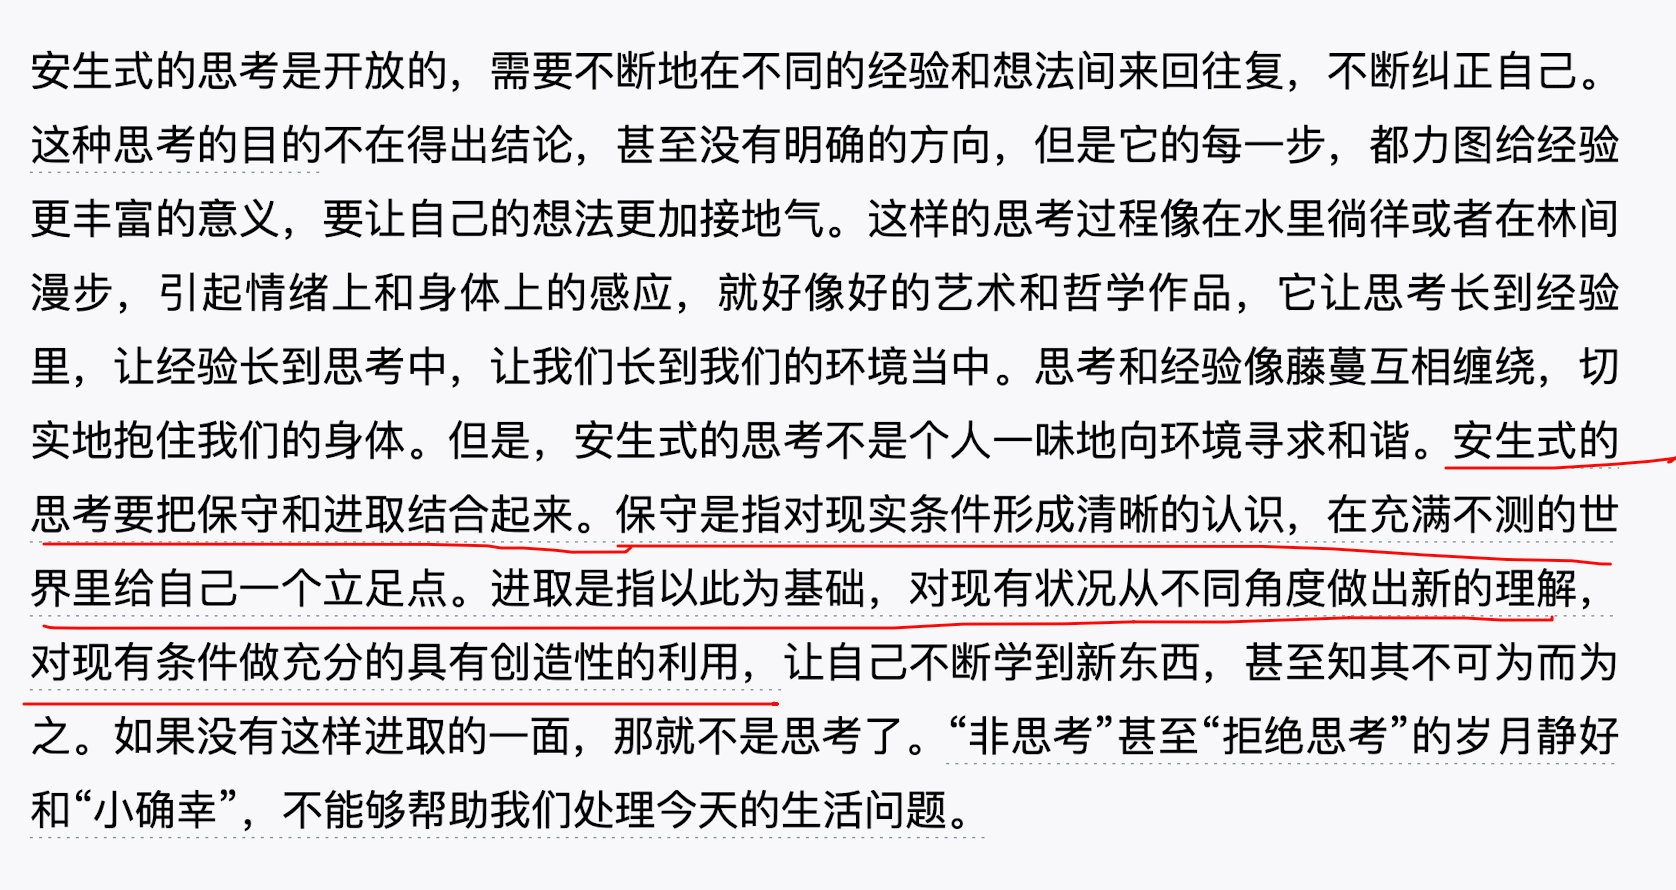 安生式的思考是开放的，需要不断地在不同的经验和想法间来回往复，不断纠正自己。
这种思考的目的不在得出结论，甚至没有明确的方向，但是它的每一步，都力图给经验
更丰富的意义，要让自己的想法更加接地气。这样的思考过程像在水里徜徉或者在林间
漫步，引起情绪上和身体上的感应，就好像好的艺术和哲学作品，它让思考长到经验
里，让经验长到思考中，让我们长到我们的环境当中。思考和经验像藤蔓互相缠绕，切
实地抱住我们的身体。但是，安生式的思考不是个人一味地向环境寻求和谐。安生式的
思考要把保守和进取结合起来。保守是指对现实条件形成清晰的认识，在充满不测的世
界里给自己一个立足点。进取是指以此为基础，对现有状况从不同角度做出新的理解，
对现有条件做充分的具有创造性的利用，让自己不断学到新东西，甚至知其不可为而为
之。如果没有这样进取的一面，那就不是思考了。“非思考”甚至“拒绝思考”的岁月静好
和“小确幸”，不能够帮助我们处理今天的生活问题。